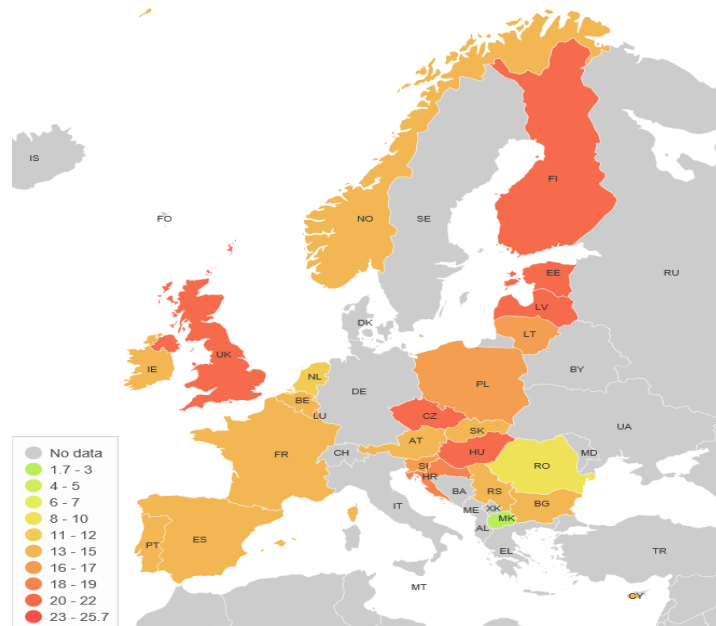 IS
FI
NO
FO
SE
RU
EE
LV
DK
LT
UK
IE
BY
NL
DE
PL
BE
LU
CZ
UA
SK
AT
FR
CH
HU
MD
SI
RO
HR
BA
RS
IT
BG
ME
XK
MK
AL
ES
PT
EL
TR
MT
CY
No data
1.7 - 3
4 - 5
6 - 7
8 - 10
11 - 12
13 - 15
16 - 17
18 - 19
20 - 22
23 - 25.7